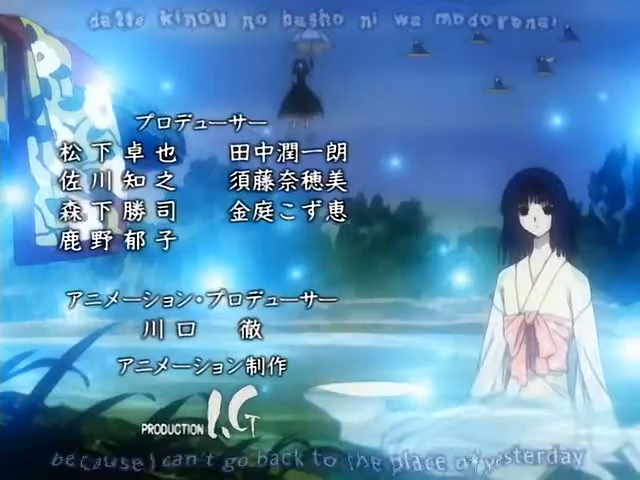 datte kinou no basho ni wa modorenai.
プロデューサー
松下卓也 田中潤一朗
佐川知之 須藤奈穂美
森下勝司 金庭こず恵
鹿野郁子
アニメーション・プロデューサー
川口 徹
アニメーション制作
PRODUCTION I.G
because I can't go back to the place of yesterday